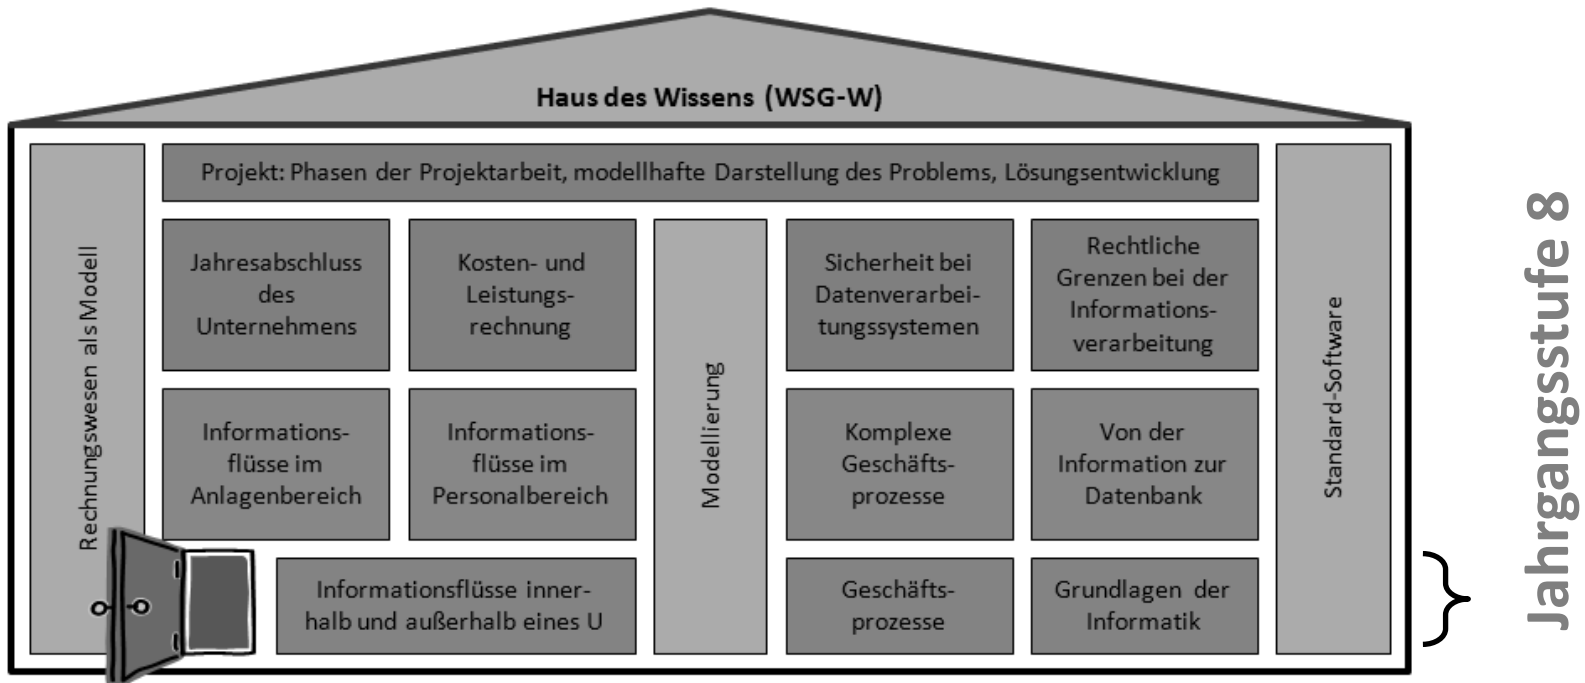 Haus des Wissens (WSG-W)
Projekt: Phasen der Projektarbeit, modellhafte Darstellung des Problems, Lösungsentwicklung
Rechnungswesen als Modell
Jahresabschluss
des
Unternehmens
Kosten- und
Leistungs-
rechnung
Modellierung
Sicherheit bei
Datenverarbei-
tungssystemen
Rechtliche
Grenzen bei der
Informations-
verarbeitung
Standard-Software
Informations-
flüsse im
Anlagenbereich
Informations-
flüsse im
Personalbereich
Komplexe
Geschäfts-
prozesse
Von der
Information zur
Datenbank
Informationsflüsse inner-
halb und außerhalb eines U
Geschäfts-
prozesse
Grundlagen der
Informatik
Jahrgangsstufe 8